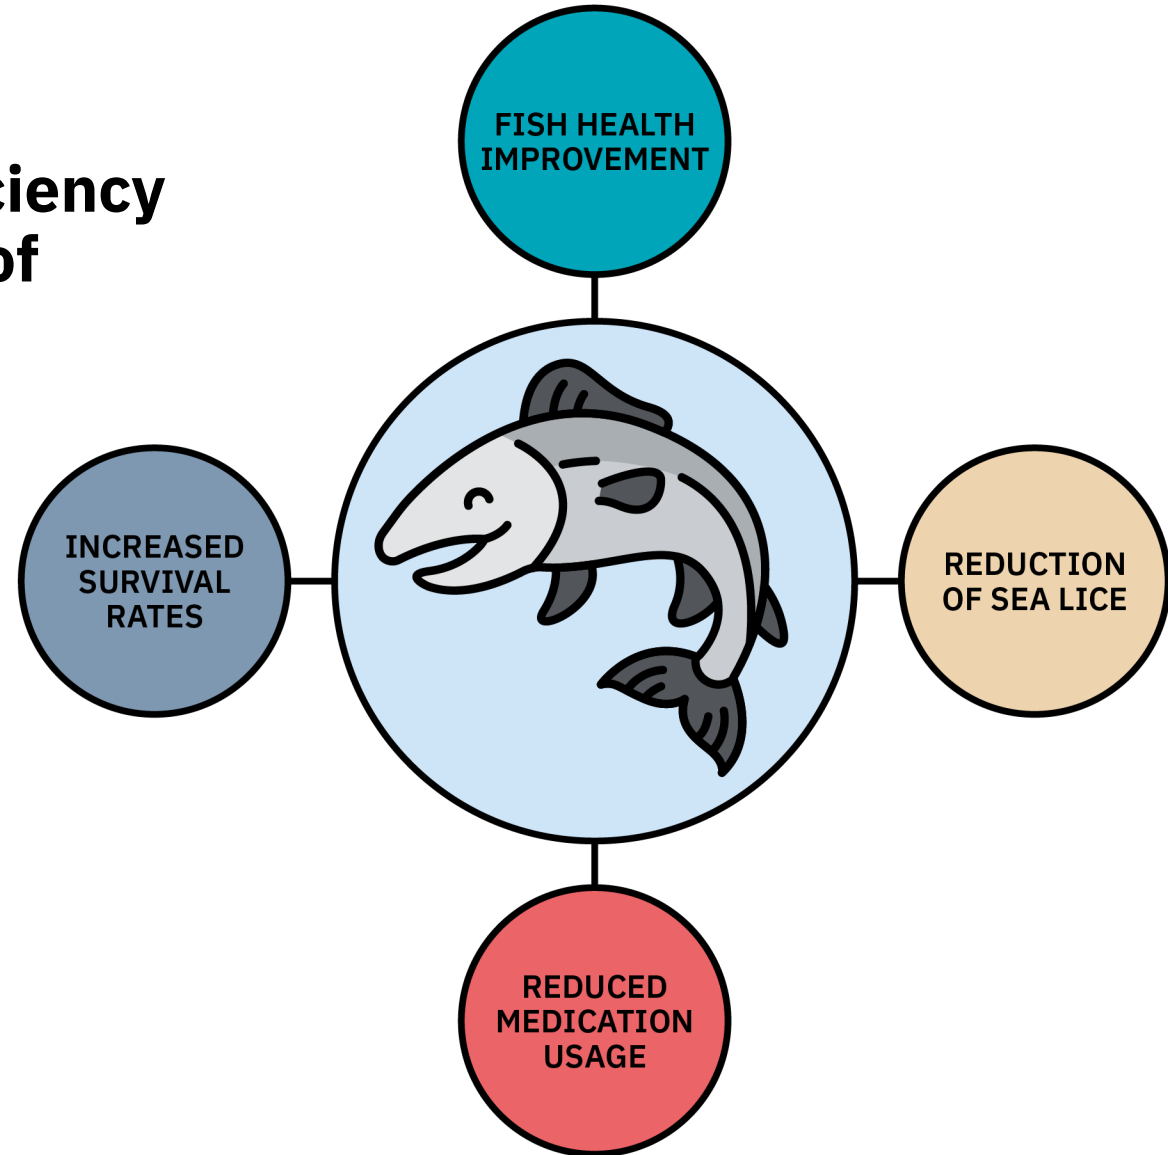 FISH HEALTH
IMPROVEMENT
ciency
of
INCREASED
SURVIVAL
RATES
REDUCTION
OF SEA LICE
REDUCED
MEDICATION
USAGE